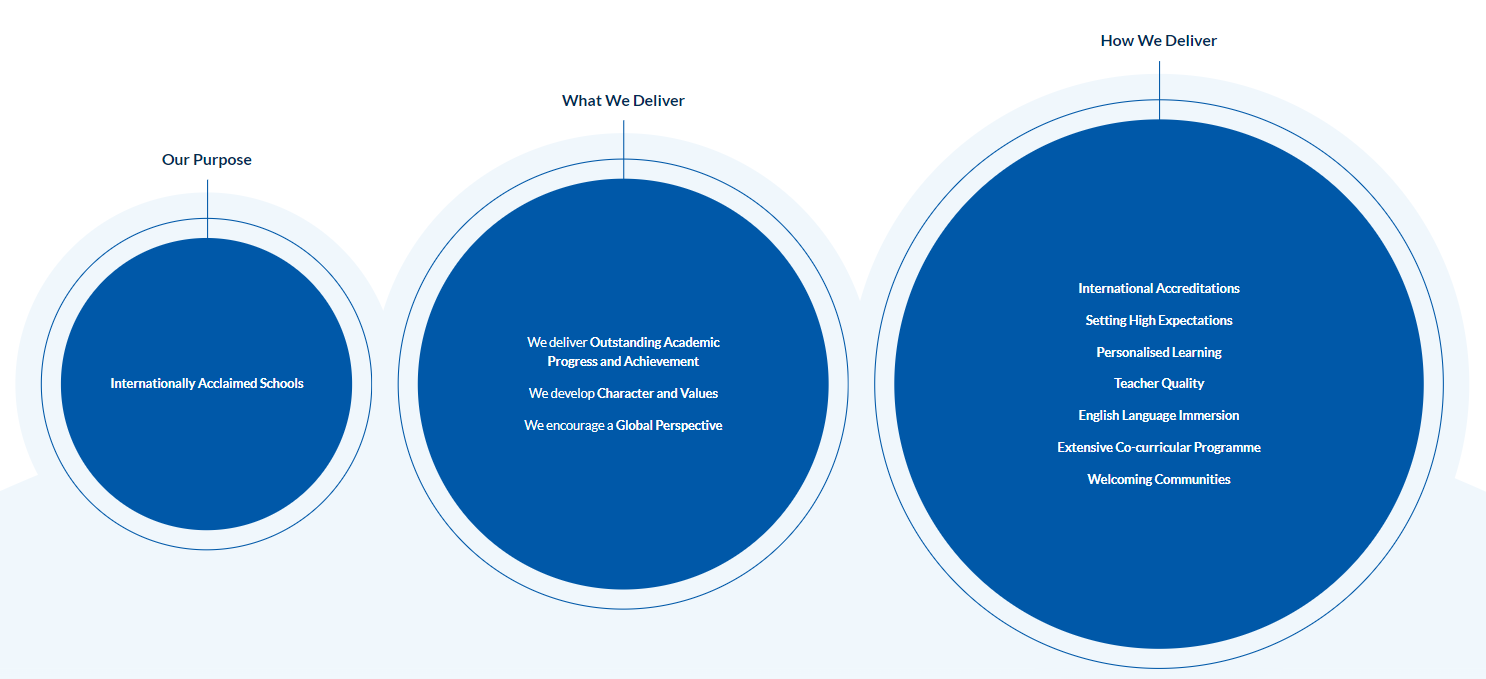 Our Purpose
Internationally Acclaimed Schools
What We Deliver
We deliver Outstanding Academic
Progress and Achievement
We develop Character and Values
We encourage a Global Perspective
How We Deliver
International Accreditations
Setting High Expectations
Personalised Learning
Teacher Quality
English Language Immersion
Extensive Co-curricular Programme
Welcoming Communities